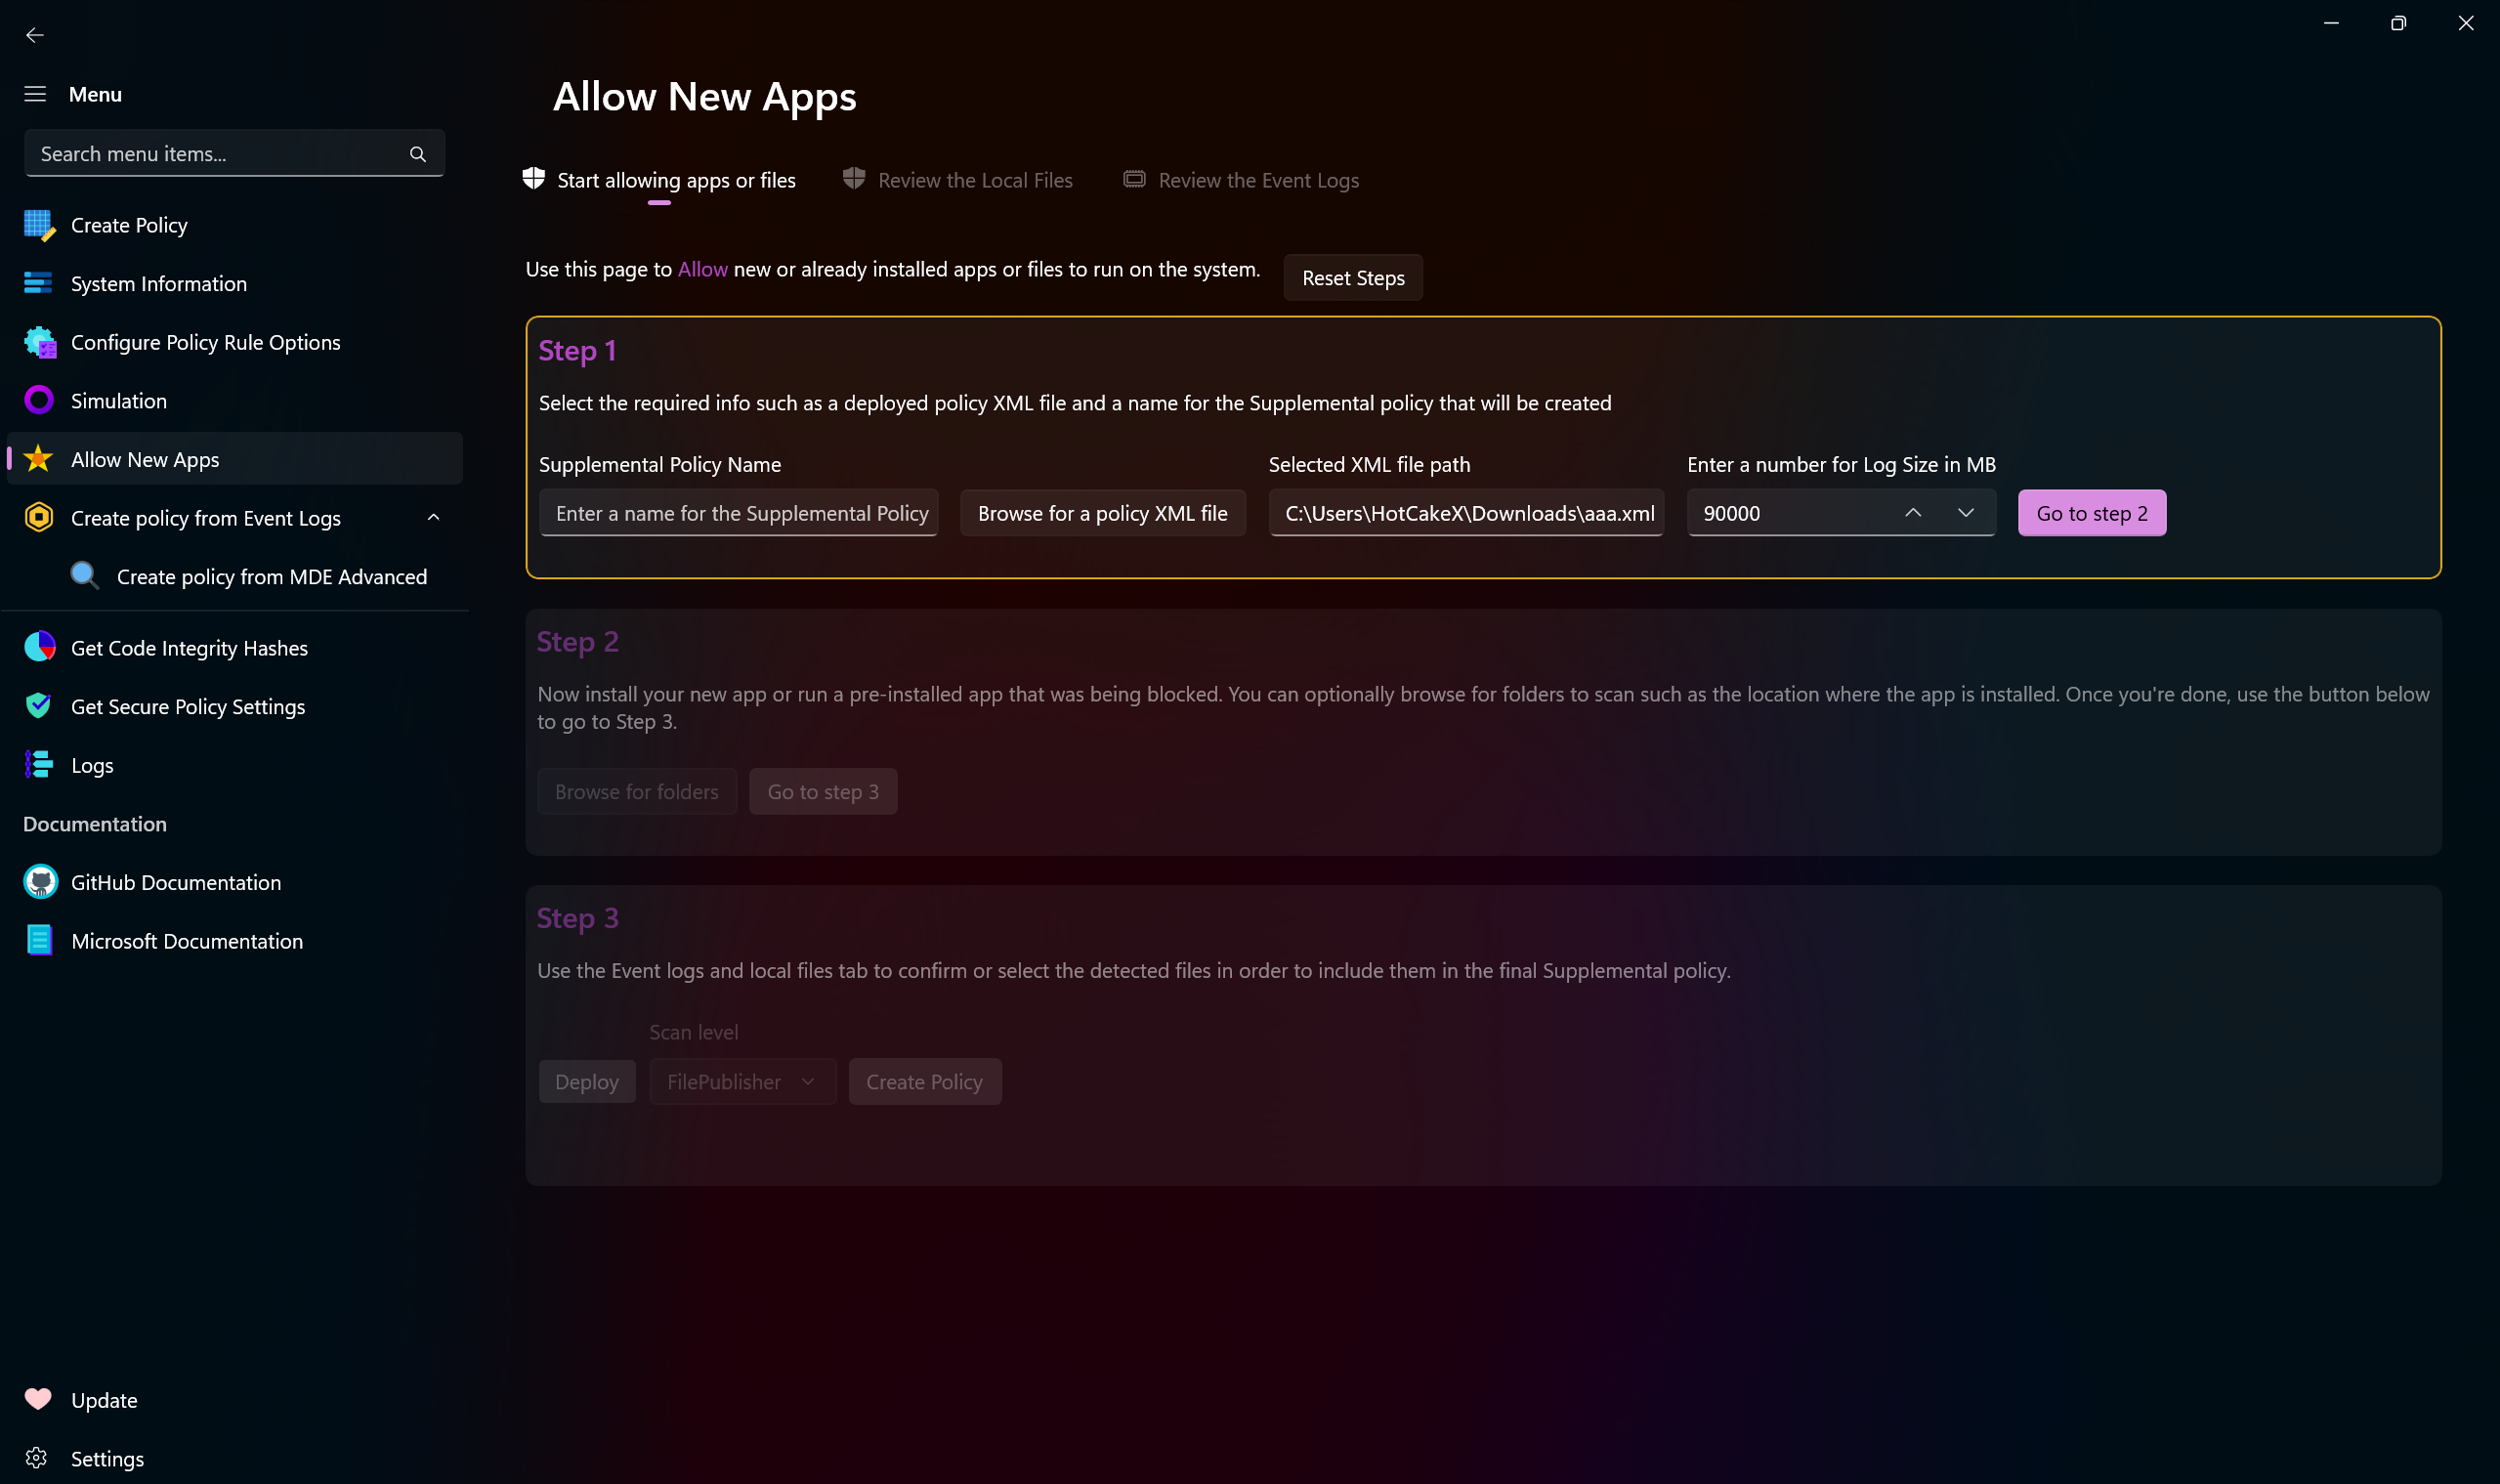 Menu
Search menu items...
Create Policy
System Information
Configure Policy Rule Options
Simulation
Allow New Apps
Create policy from Event Logs
Create policy from MDE Advanced
Get Code Integrity Hashes
Get Secure Policy Settings
Logs
Documentation
GitHub Documentation
Microsoft Documentation
Update
Settings
Allow New Apps
Start allowing apps or files
Review the Local Files
Review the Event Logs
Use this page to Allow new or already installed apps or files to run on the system.
Reset Steps
Step 1
Select the required info such as a deployed policy XML file and a name for the Supplemental policy that will be created
Supplemental Policy Name
Enter a name for the Supplemental Policy
Browse for a policy XML file
Selected XML file path
C:\Users\HotCakeX\Downloads\aaa.xml
Enter a number for Log Size in MB
90000
Go to step 2
Step 2
Now install your new app or run a pre-installed app that was being blocked. You can optionally browse for folders to scan such as the location where the app is installed. Once you're done, use the button below
to go to Step 3.
Browse for folders
Go to step 3
Step 3
Use the Event logs and local files tab to confirm or select the detected files in order to include them in the final Supplemental policy.
Scan level
Deploy
FilePublisher
Create Policy